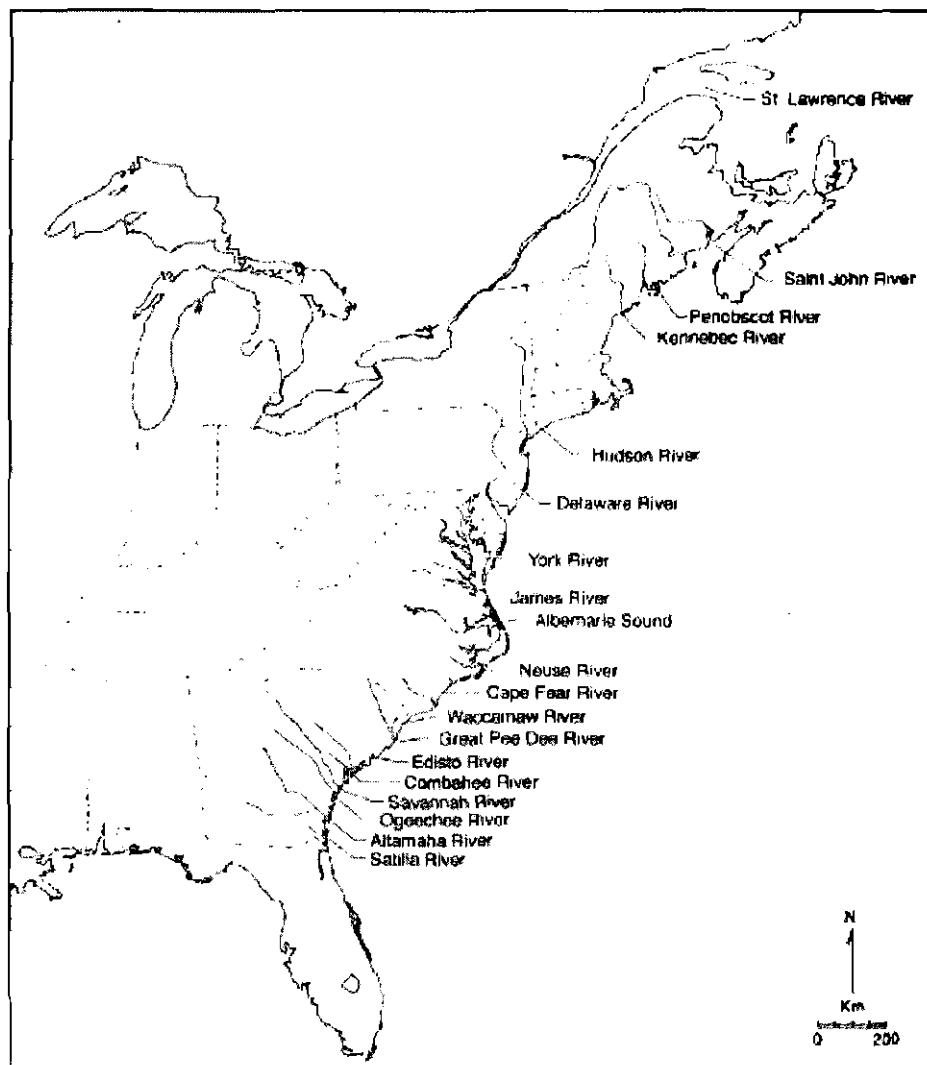 St. Lawrence River
Saint John River
Penobscot River
Kennebec River
Hudson River
Delaware River
York River
James River
Albemarle Sound
Neuse River
Cape Fear River
Waccamaw River
Great Pee Dee River
Edisto River
Combahee River
Savannah River
Ogeechee River
Altamaha River
Satilla River
N
Km
0 200